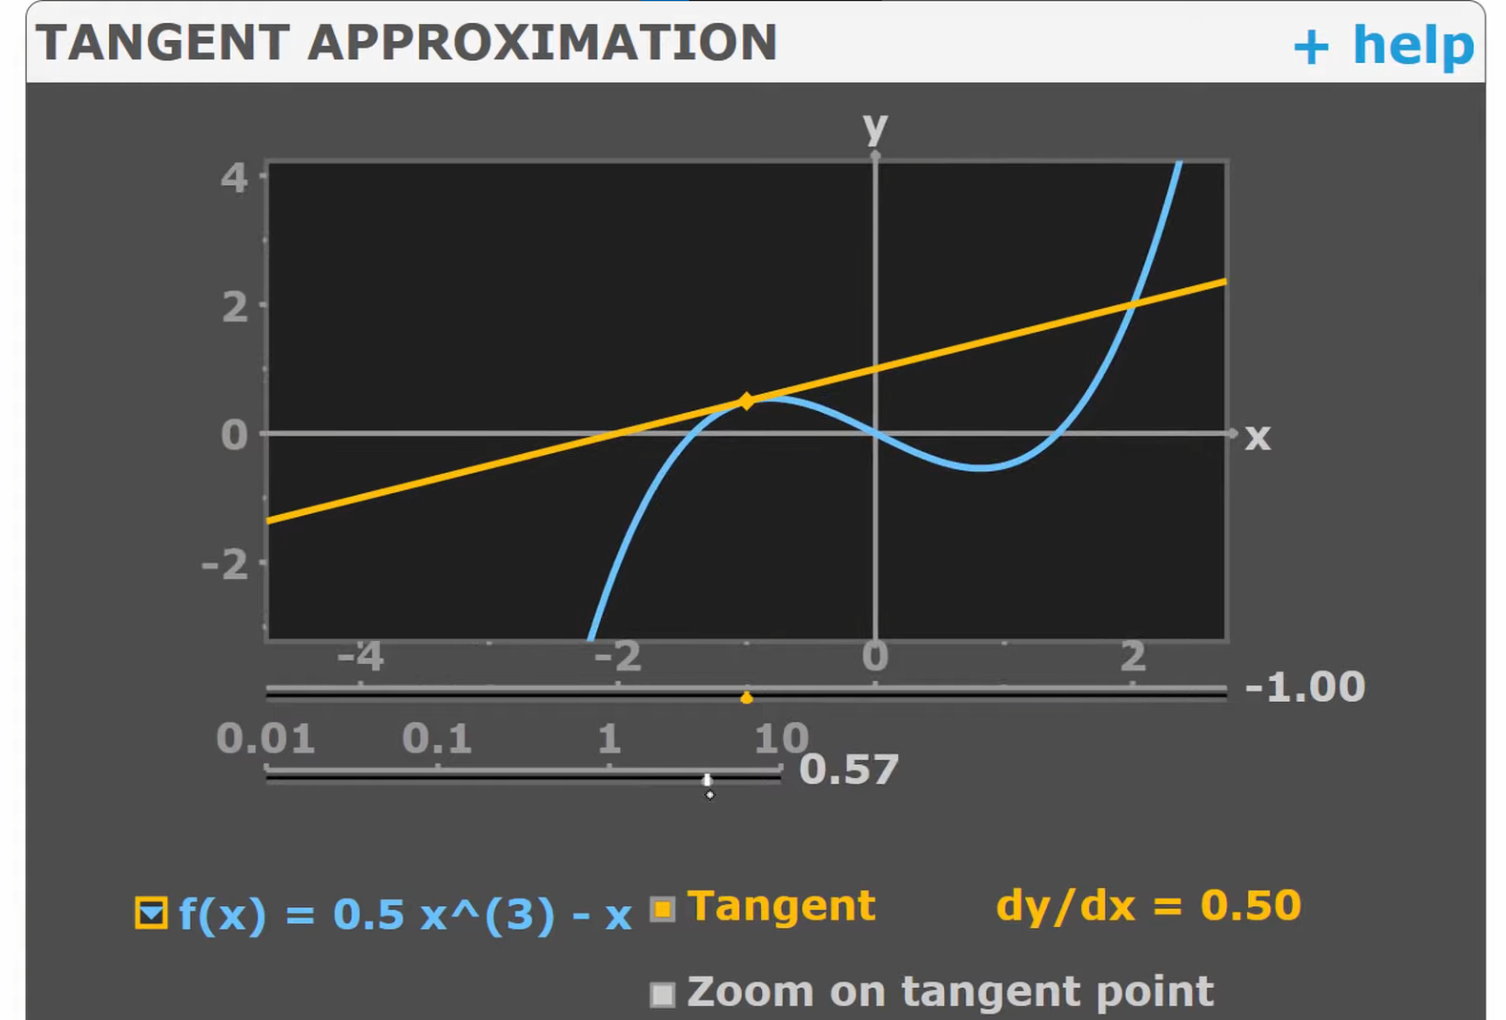 TANGENT APPROXIMATION + help
y
4
2
0 x
-2
-4 -2 0 2
-1.00
0.01 0.1 1 10
0.57
f(x) = 0.5 x^(3) - x Tangent dy/dx = 0.50
Zoom on tangent point